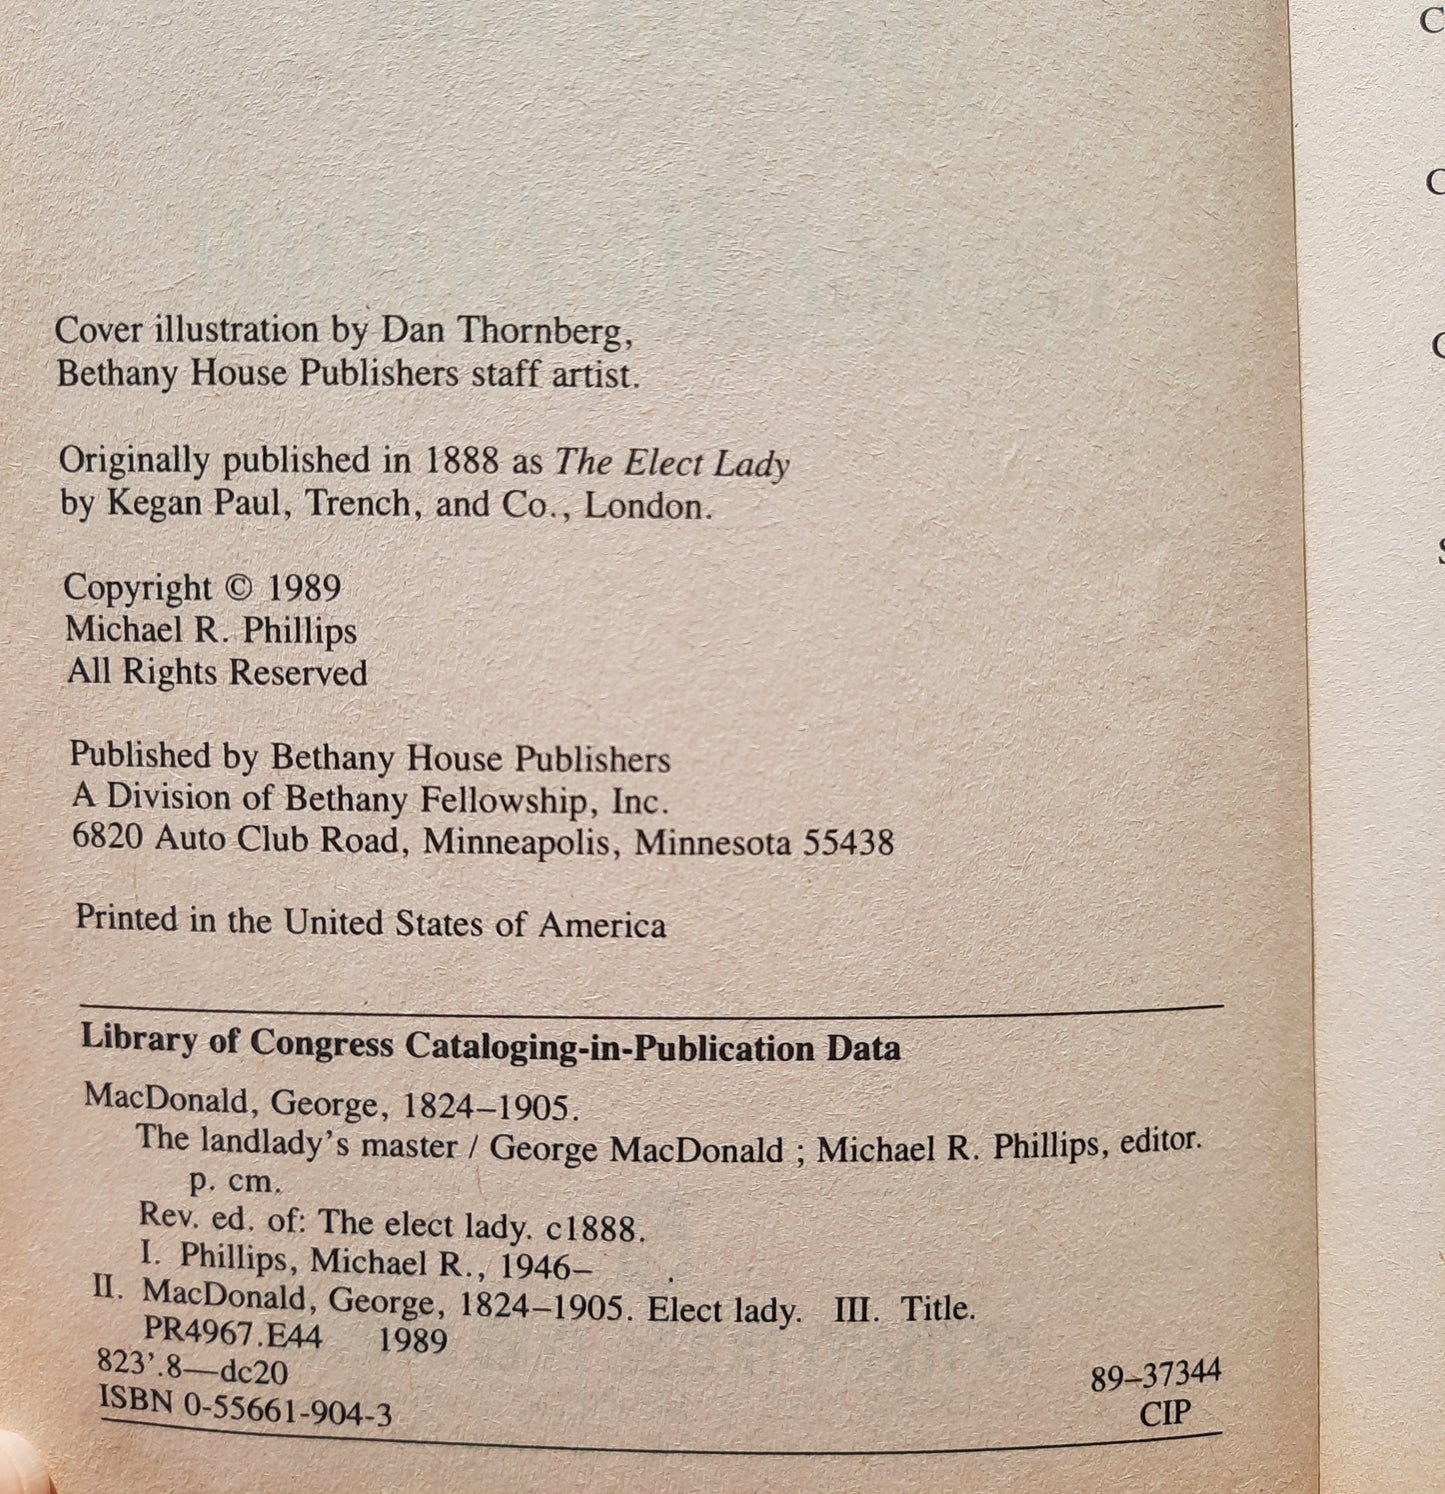 Cover illustration by Dan Thornberg,
Bethany House Publishers staff artist.
Originally published in 1888 as The Elect Lady
by Kegan Paul, Trench, and Co., London.
Copyright © 1989
Michael R. Phillips
All Rights Reserved
Published by Bethany House Publishers
A Division of Bethany Fellowship, Inc.
6820 Auto Club Road, Minneapolis, Minnesota 55438
Printed in the United States of America
Library of Congress Cataloging-in-Publication Data
MacDonald, George, 1824–1905.
The landlady's master / George MacDonald ; Michael R. Phillips, editor.
p. cm.
Rev. ed. of: The elect lady. c1888.
I. Phillips, Michael R., 1946–
II. MacDonald, George, 1824–1905. Elect lady. III. Title.
PR4967.E44 1989
823'.8—dc20 89–37344
ISBN 0-55661-904-3 CIP